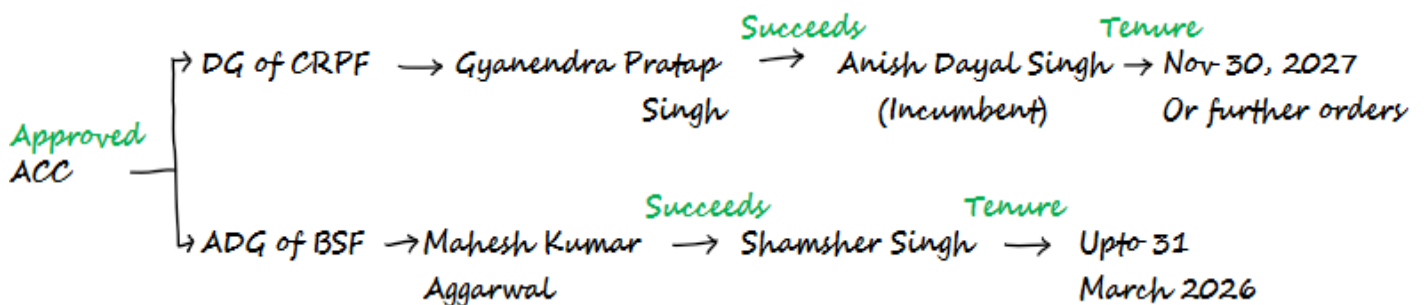 Succeeds Tenure
DG of CRPF Gyanendra Pratap Anish Dayal Singh Nov 30, 2027
Singh (Incumbent) Or further orders
Approved
ACC
Succeeds Tenure
ADG of BSF Mahesh Kumar Shamsher Singh Upto 31
Aggarwal March 2026